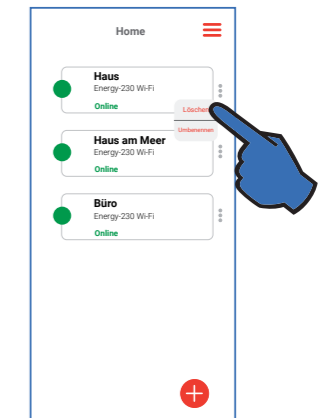 Home
Haus
Energy-230 Wi-Fi
Online
Löschen
Umbenennen
Haus am Meer
Energy-230 Wi-Fi
Online
Büro
Energy-230 Wi-Fi
Online